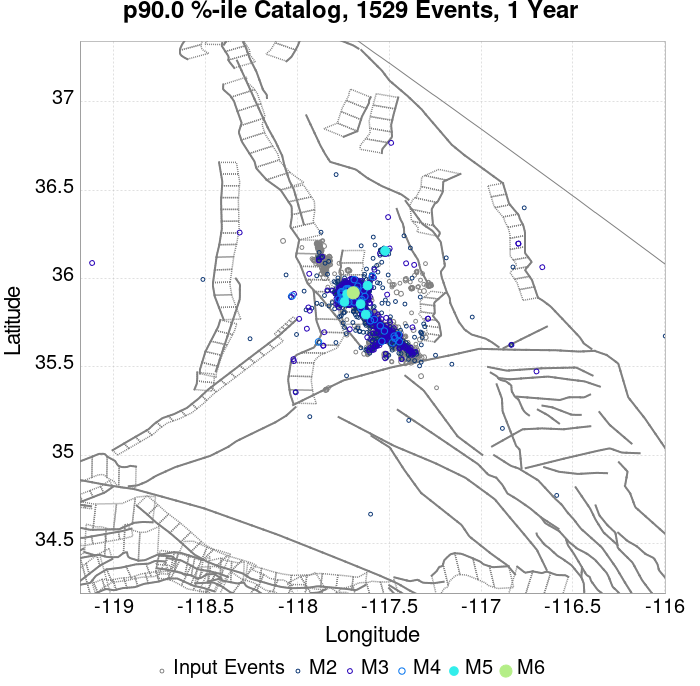 p90.0 %-ile Catalog, 1529 Events, 1 Year
37
36.5
36
35.5
35
34.5
Latitude
-119 -118.5 -118 -117.5 -117 -116.5 -116
Longitude
Input Events M2 M3 M4 M5 M6